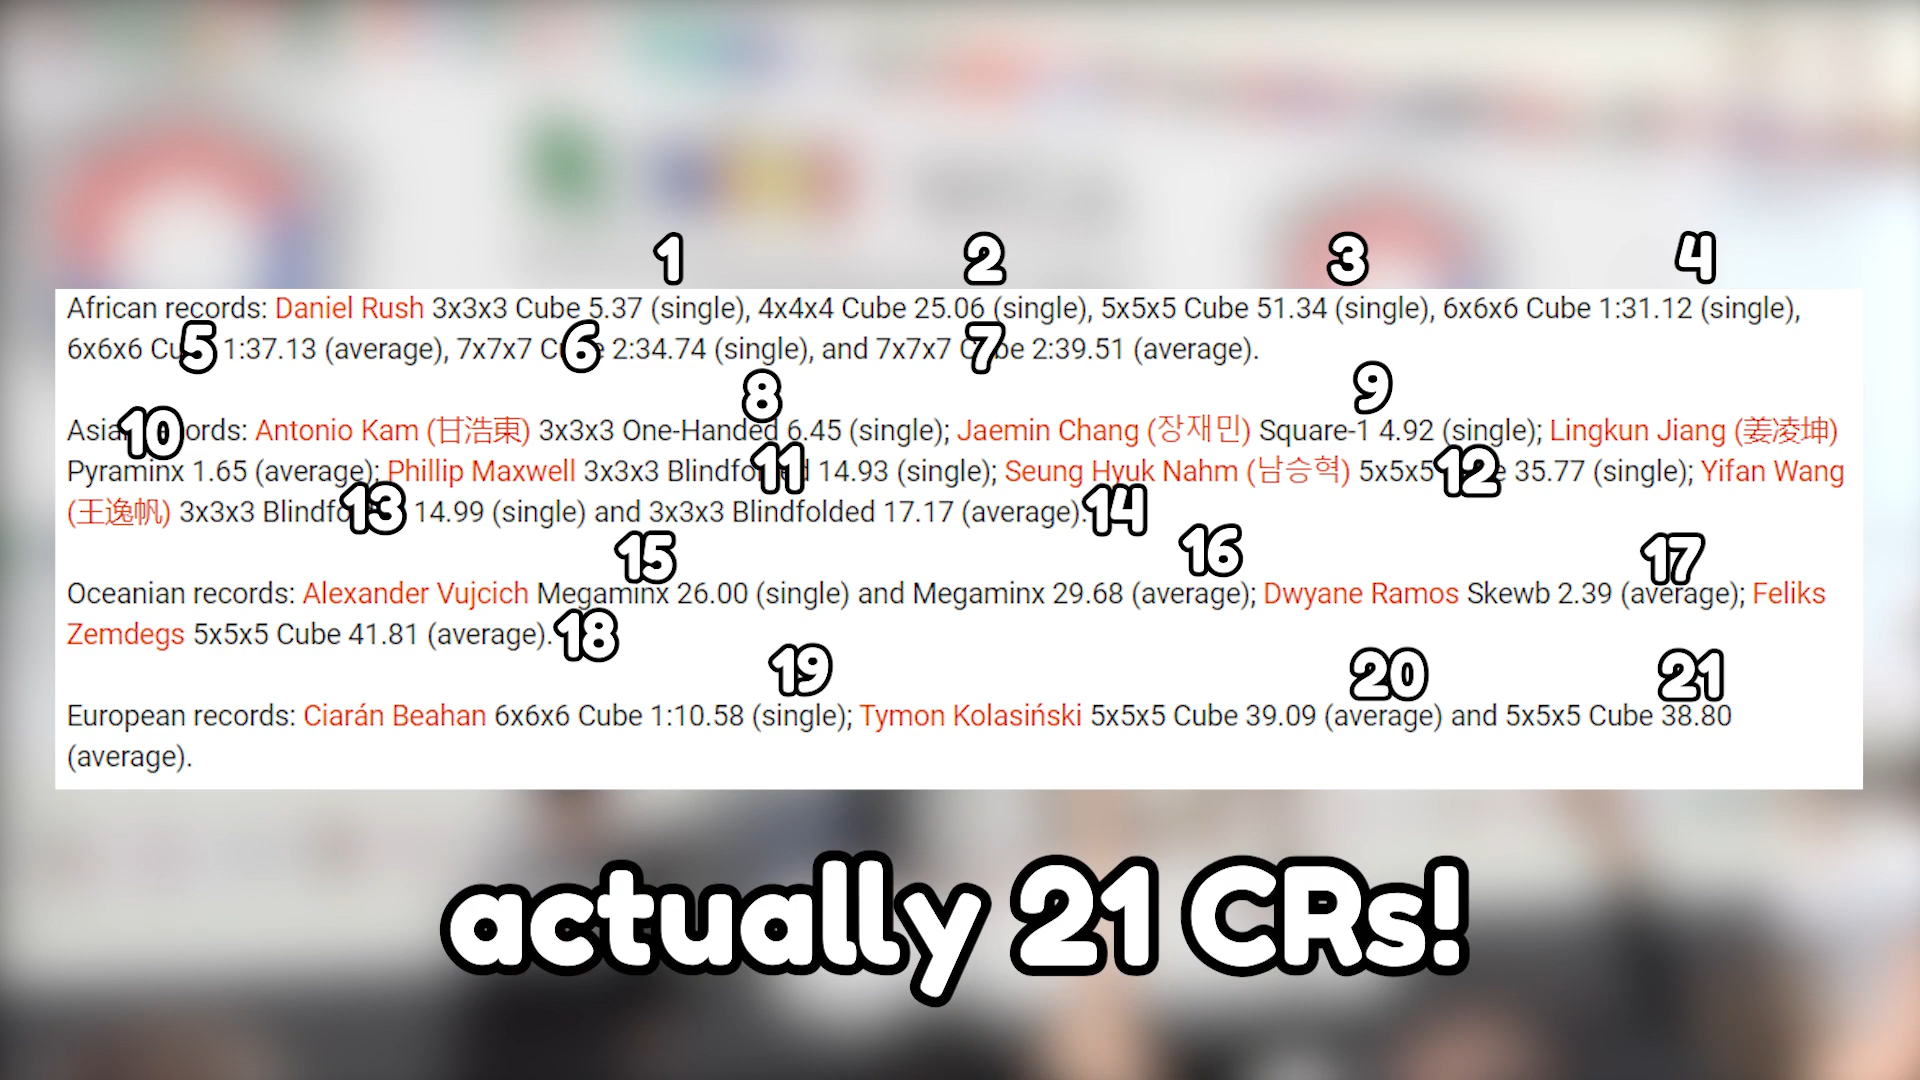 1 2 3 4
African records: Daniel Rush 3x3x3 Cube 5.37 (single), 4x4x4 Cube 25.06 (single), 5x5x5 Cube 51.34 (single), 6x6x6 Cube 1:31.12 (single),
5 6 7
6x6x6 Cu 1:37.13 (average), 7x7x7 C e 2:34.74 (single), and 7x7x7 C be 2:39.51 (average).
8 9
10
Asia ords: Antonio Kam (甘浩東) 3x3x3 One-Handed 6.45 (single); Jaemin Chang (장재민) Square-1 4.92 (single); Lingkun Jiang (姜凌坤)
11 12
Pyraminx 1.65 (average); Phillip Maxwell 3x3x3 Blindfo d 14.93 (single); Seung Hyuk Nahm (남승혁) 5x5x5 e 35.77 (single); Yifan Wang
13 14
(王逸帆) 3x3x3 Blindfo 14.99 (single) and 3x3x3 Blindfolded 17.17 (average).
15 16 17
Oceanian records: Alexander Vujcich Megaminx 26.00 (single) and Megaminx 29.68 (average); Dwyane Ramos Skewb 2.39 (average); Feliks
Zemdegs 5x5x5 Cube 41.81 (average). 18
19 20 21
European records: Ciarán Beahan 6x6x6 Cube 1:10.58 (single); Tymon Kolasiński 5x5x5 Cube 39.09 (average) and 5x5x5 Cube 38.80
(average).
actually 21 CRs!